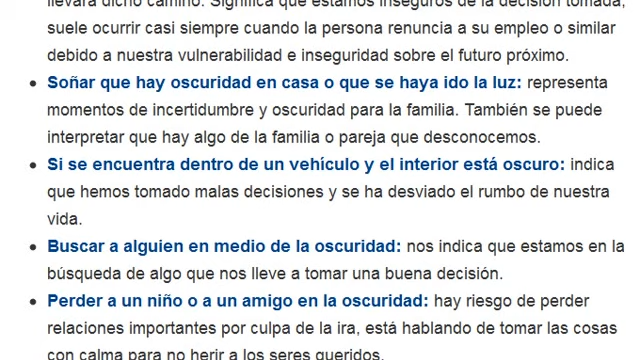 llevará dicho camino. Significa que estamos inseguros de la decisión tomada,
suele ocurrir casi siempre cuando la persona renuncia a su empleo o similar
debido a nuestra vulnerabilidad e inseguridad sobre el futuro próximo.
Soñar que hay oscuridad en casa o que se haya ido la luz: representa
momentos de incertidumbre y oscuridad para la familia. También se puede
interpretar que hay algo de la familia o pareja que desconocemos.
Si se encuentra dentro de un vehículo y el interior está oscuro: indica
que hemos tomado malas decisiones y se ha desviado el rumbo de nuestra
vida.
Buscar a alguien en medio de la oscuridad: nos indica que estamos en la
búsqueda de algo que nos lleve a tomar una buena decisión.
Perder a un niño o a un amigo en la oscuridad: hay riesgo de perder
relaciones importantes por culpa de la ira, está hablando de tomar las cosas
con calma para no herir a los seres queridos.